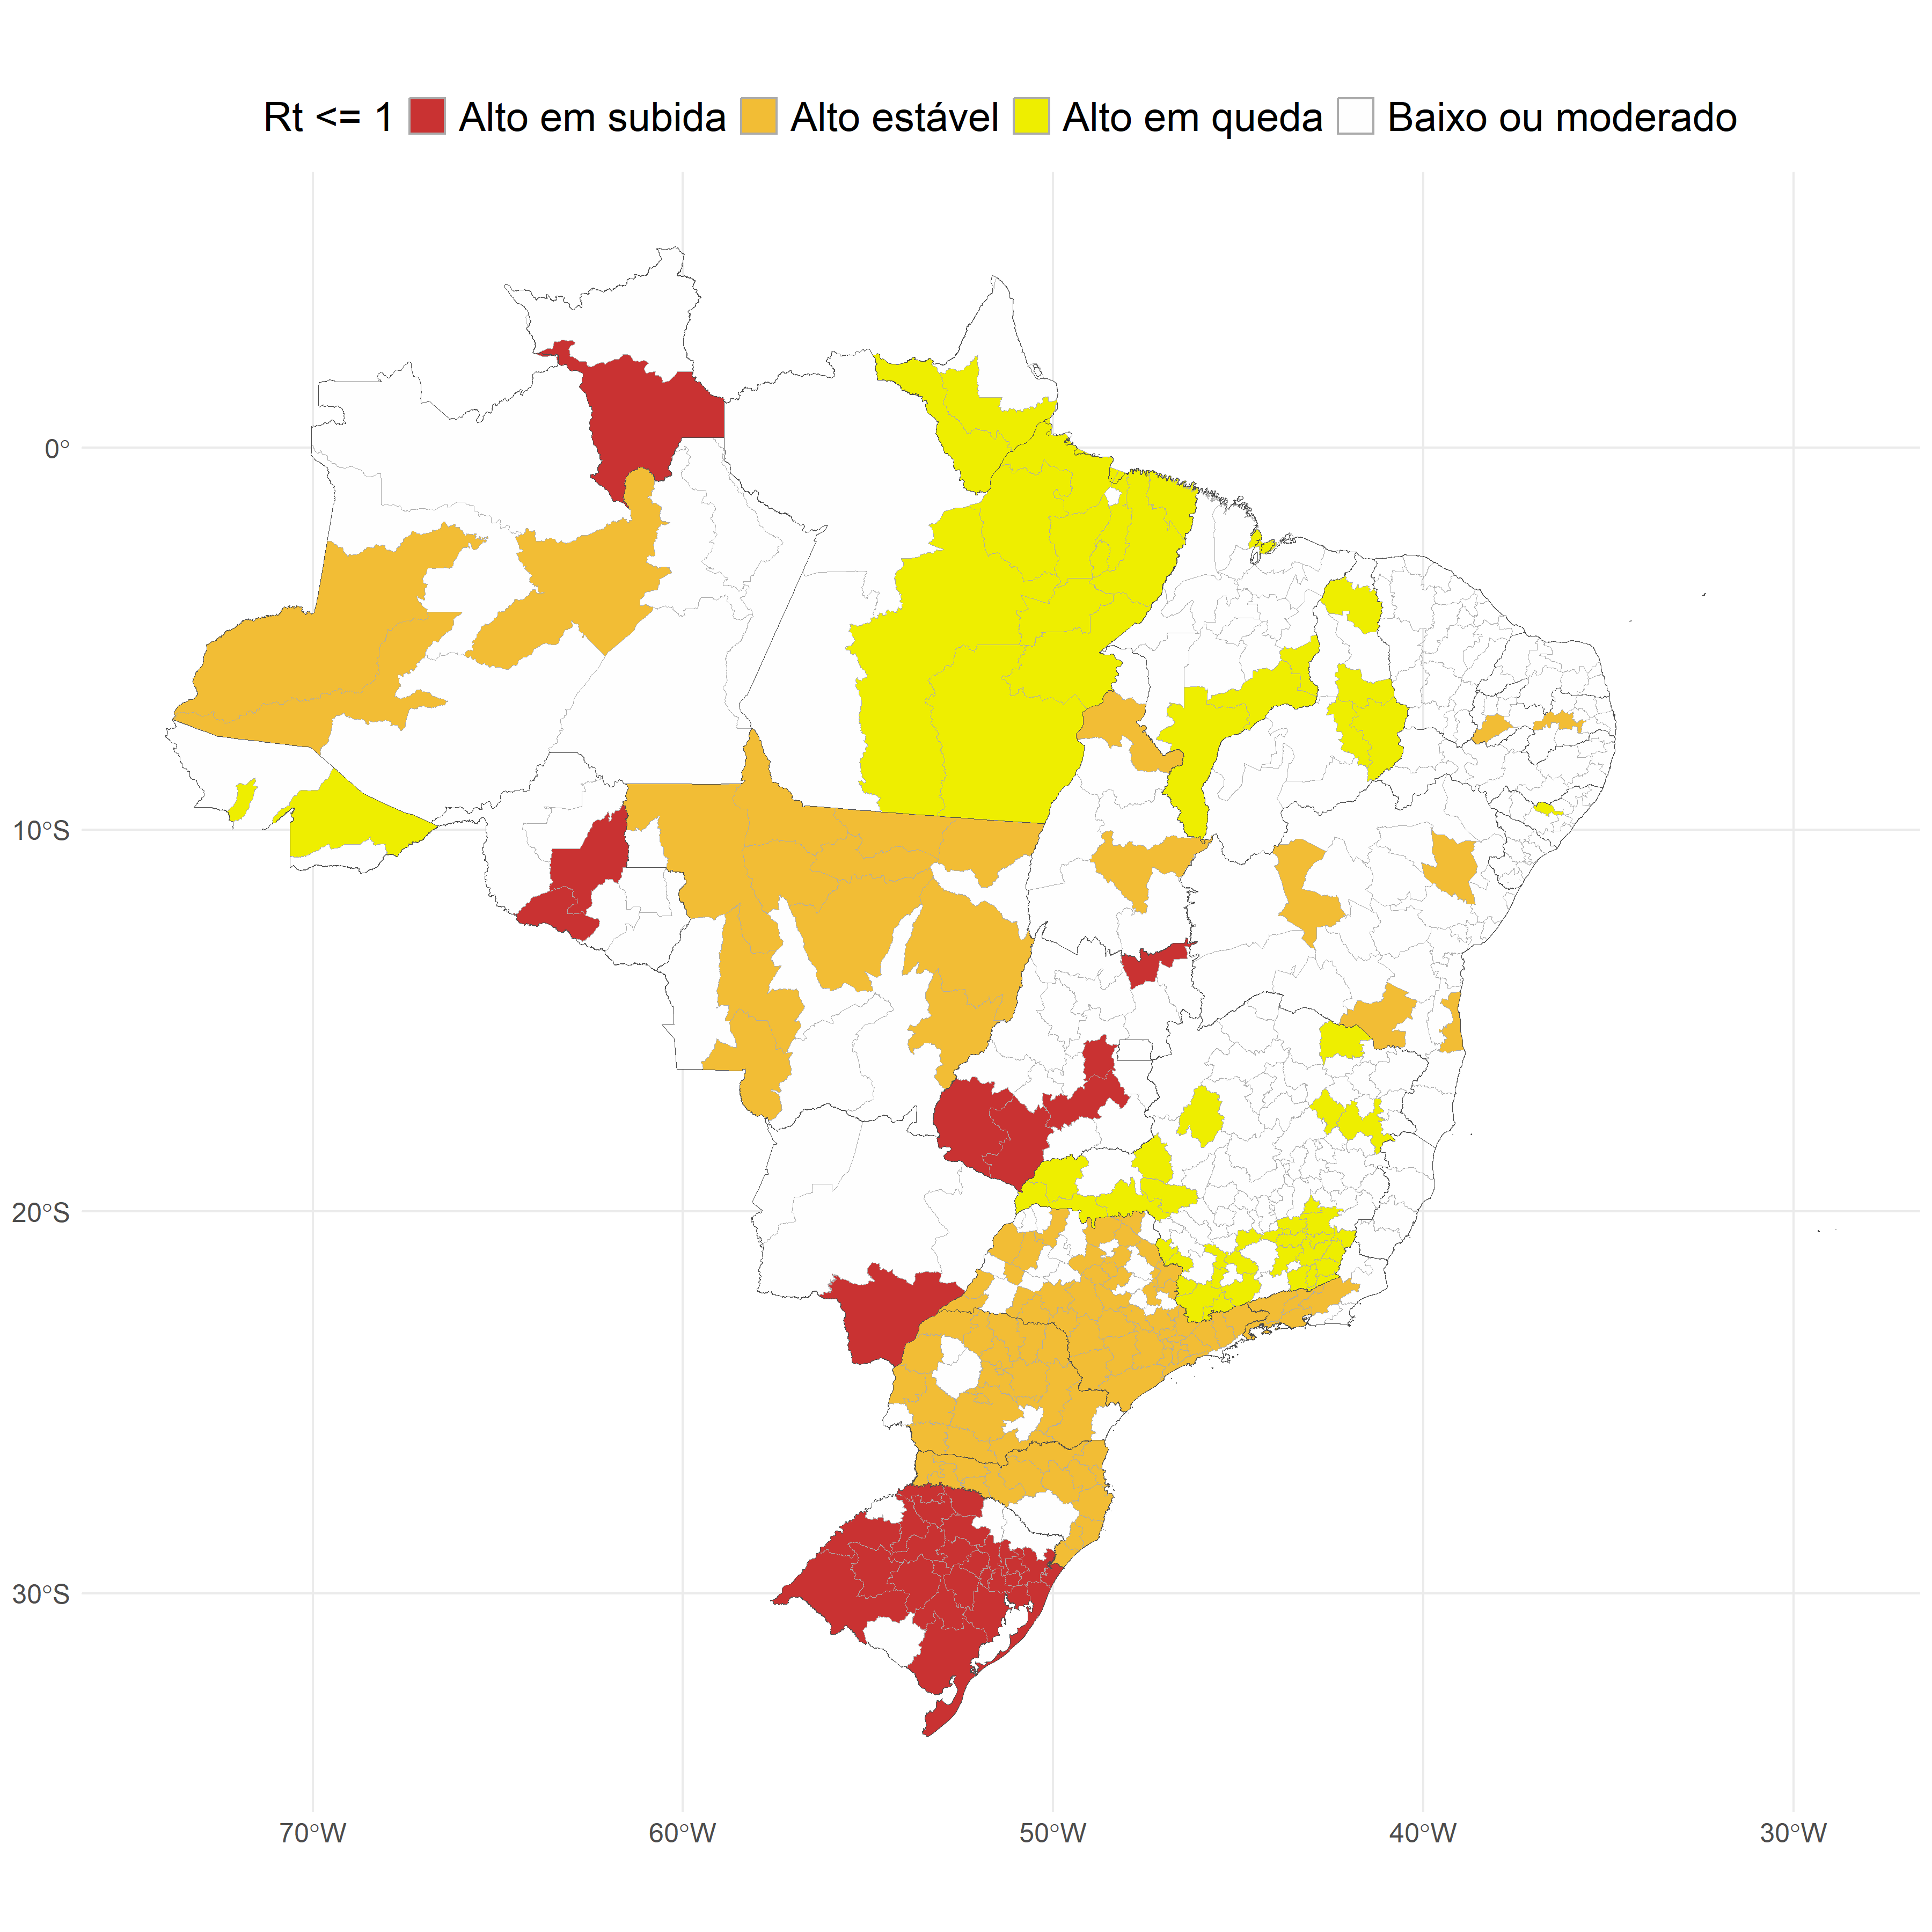 Rt <= 1 Alto em subida Alto estável Alto em queda Baixo ou moderado
0°
10°S
20°S
30°S
70°W 60°W 50°W 40°W 30°W